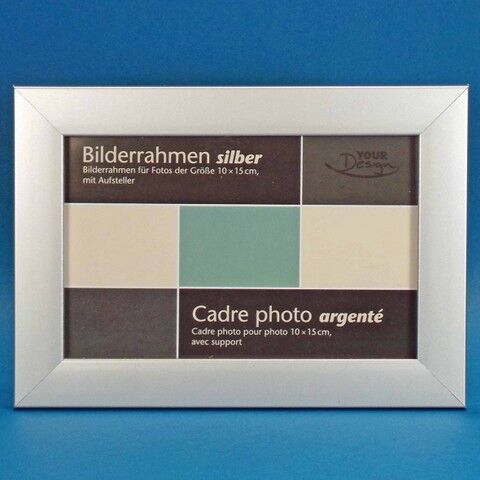 Bilderrahmen silber
Bilderrahmen für Fotos der Größe 10 × 15 cm,
mit Aufsteller
YOUR
Design
Cadre photo argenté
Cadre photo pour photo 10 × 15 cm,
avec support